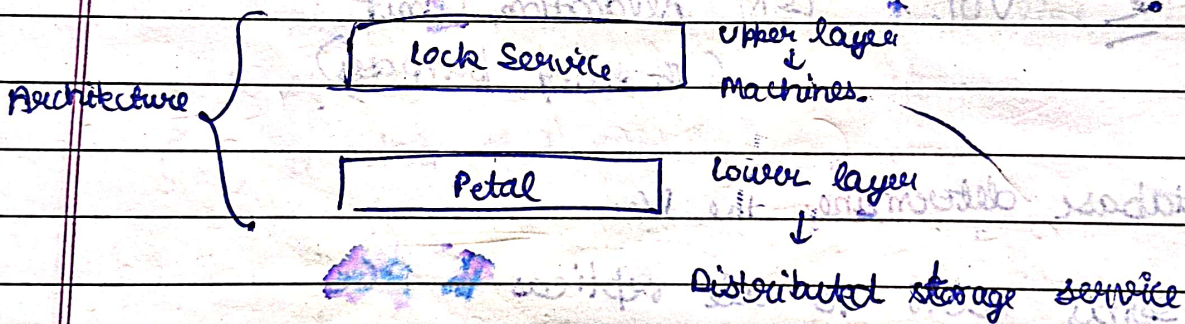 Lock Service.
upper layer
↓
Machines.
Architecture
Petal
lower layer
↓
Distributed storage service